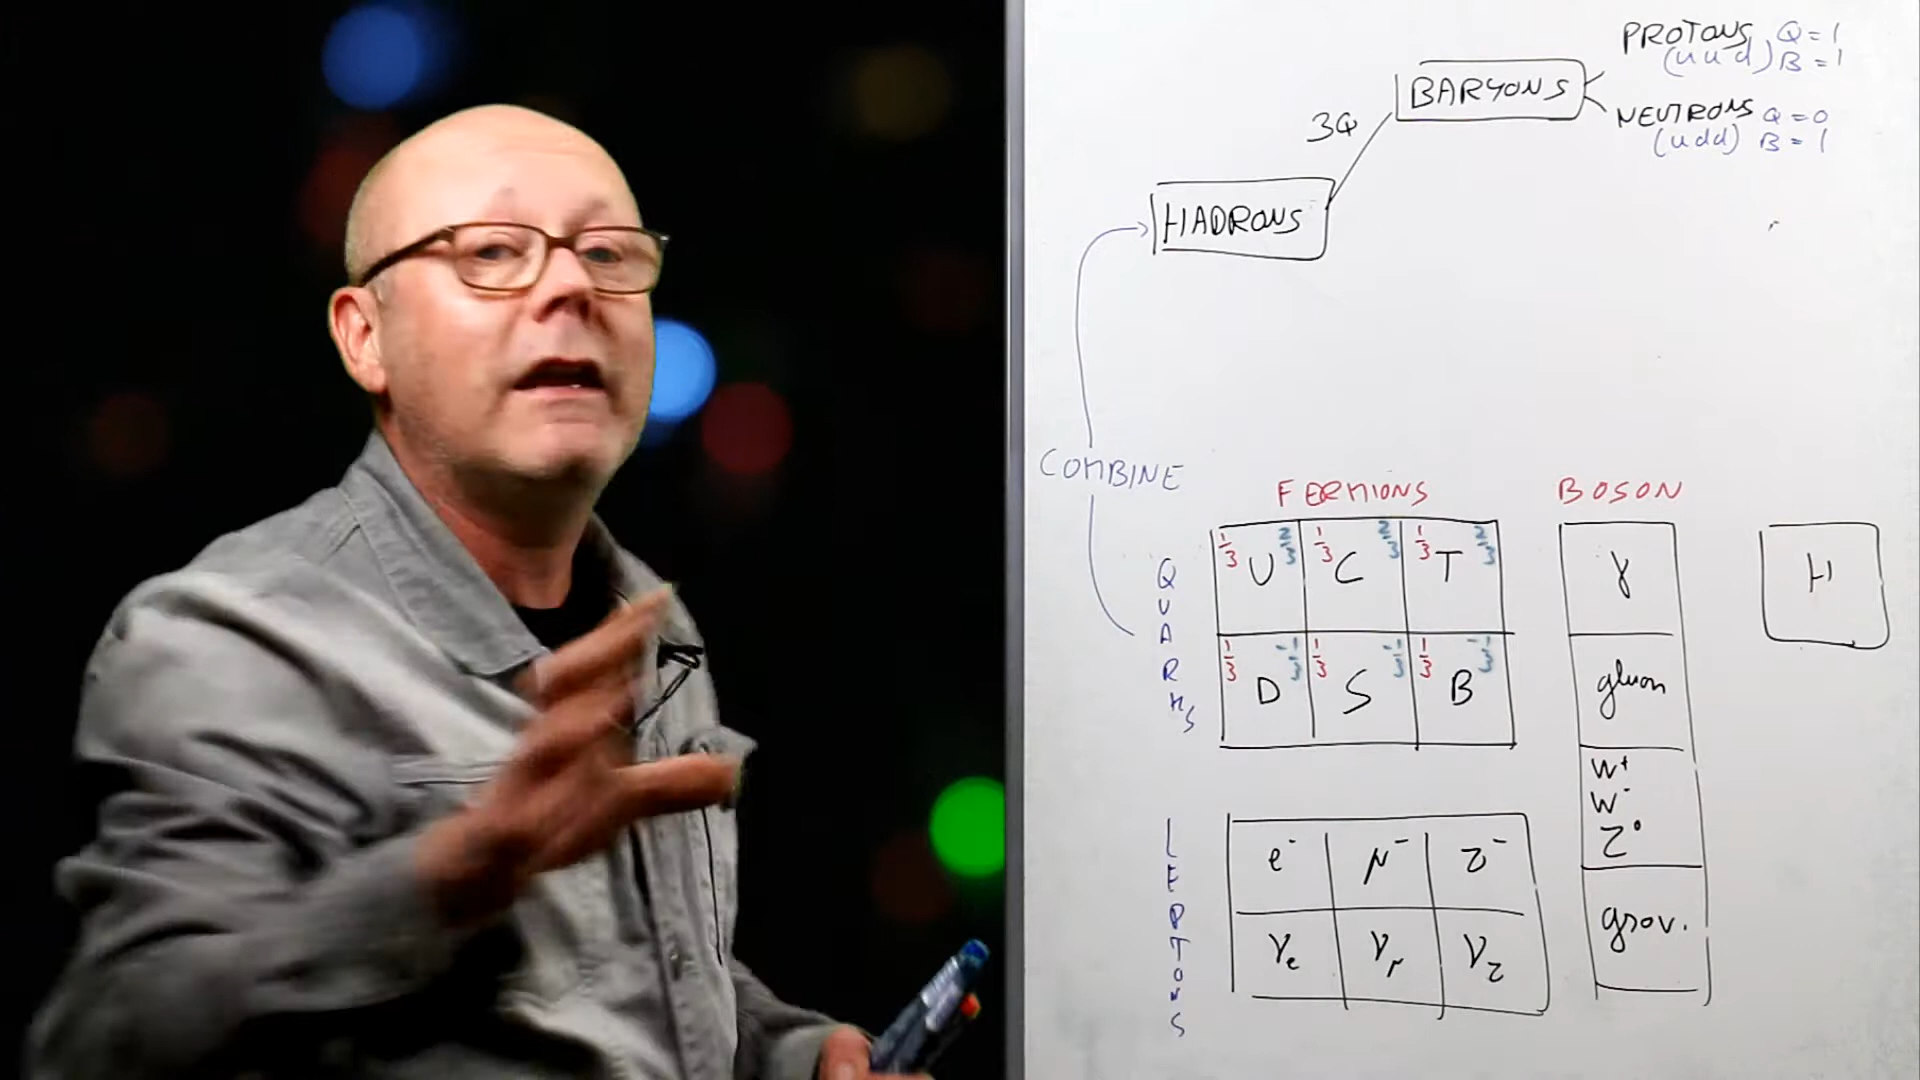 PROTONS Q = 1
(uud) B = 1
BARYONS
NEUTRONS Q = 0
(udd) B = 1
3Q
HADRONS
COMBINE
FERMIONS
BOSON
QUARKS
1/3 U 2/3
1/3 C 2/3
1/3 T 2/3
1/3 D -1/3
1/3 S -1/3
1/3 B -1/3
γ
gluon
W+
W-
Z°
grav.
H
LEPTONS
e- μ- τ-
νe νμ ντ